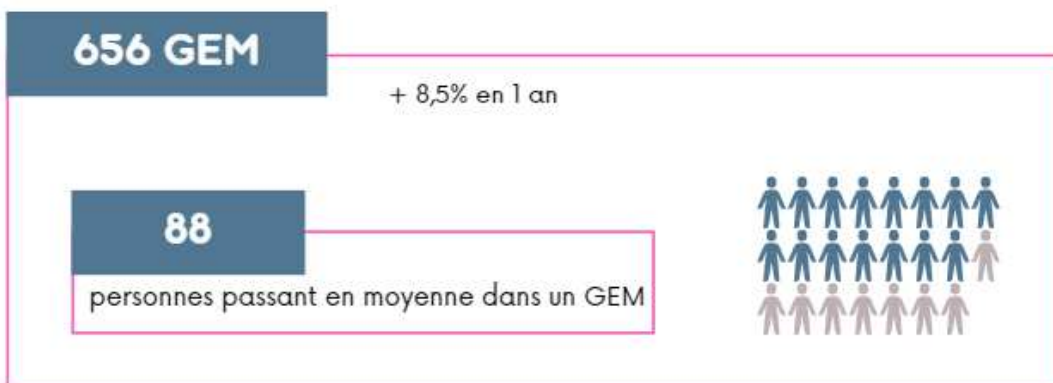 656 GEM
+ 8,5% en 1 an
88
personnes passant en moyenne dans un GEM